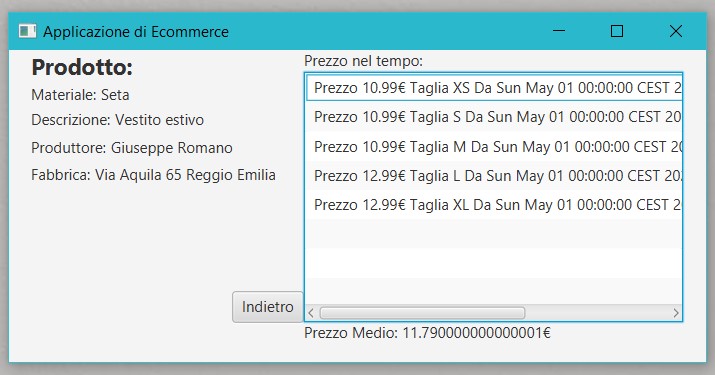 Applicazione di Ecommerce
Prodotto:
Materiale: Seta
Descrizione: Vestito estivo
Produttore: Giuseppe Romano
Fabbrica: Via Aquila 65 Reggio Emilia
Indietro
Prezzo nel tempo:
Prezzo 10.99€ Taglia XS Da Sun May 01 00:00:00 CEST 2
Prezzo 10.99€ Taglia S Da Sun May 01 00:00:00 CEST 20
Prezzo 10.99€ Taglia M Da Sun May 01 00:00:00 CEST 2
Prezzo 12.99€ Taglia L Da Sun May 01 00:00:00 CEST 20
Prezzo 12.99€ Taglia XL Da Sun May 01 00:00:00 CEST 2
Prezzo Medio: 11.790000000000001€